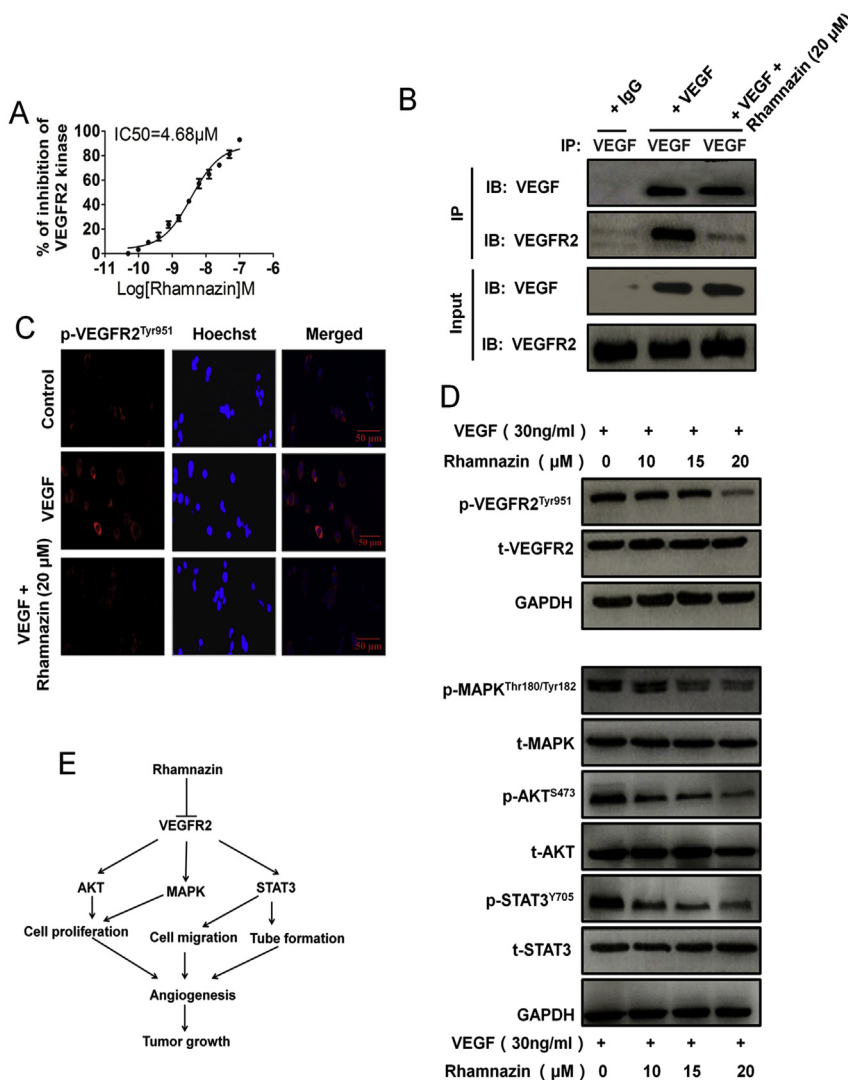 A
IC50=4.68μM
% of inhibition of
VEGFR2 kinase
100
80
60
40
20
0
-11 -10 -9 -8 -7 -6
Log[Rhamnazin]M
B
+ IgG
+ VEGF
+ VEGF +
Rhamnazin (20 μM)
IP: VEGF VEGF VEGF
IP
IB: VEGF
IB: VEGFR2
Input
IB: VEGF
IB: VEGFR2
C
p-VEGFR2Tyr951 Hoechst Merged
Control
50 μm
VEGF
50 μm
VEGF +
Rhamnazin (20 μM)
50 μm
D
VEGF ( 30ng/ml ) + + + +
Rhamnazin ( μM ) 0 10 15 20
p-VEGFR2Tyr951
t-VEGFR2
GAPDH
p-MAPKThr180/Tyr182
t-MAPK
p-AKTS473
t-AKT
p-STAT3Y705
t-STAT3
GAPDH
VEGF ( 30ng/ml ) + + + +
Rhamnazin ( μM ) 0 10 15 20
E
Rhamnazin
VEGFR2
AKT MAPK STAT3
Cell proliferation Cell migration Tube formation
Angiogenesis
Tumor growth